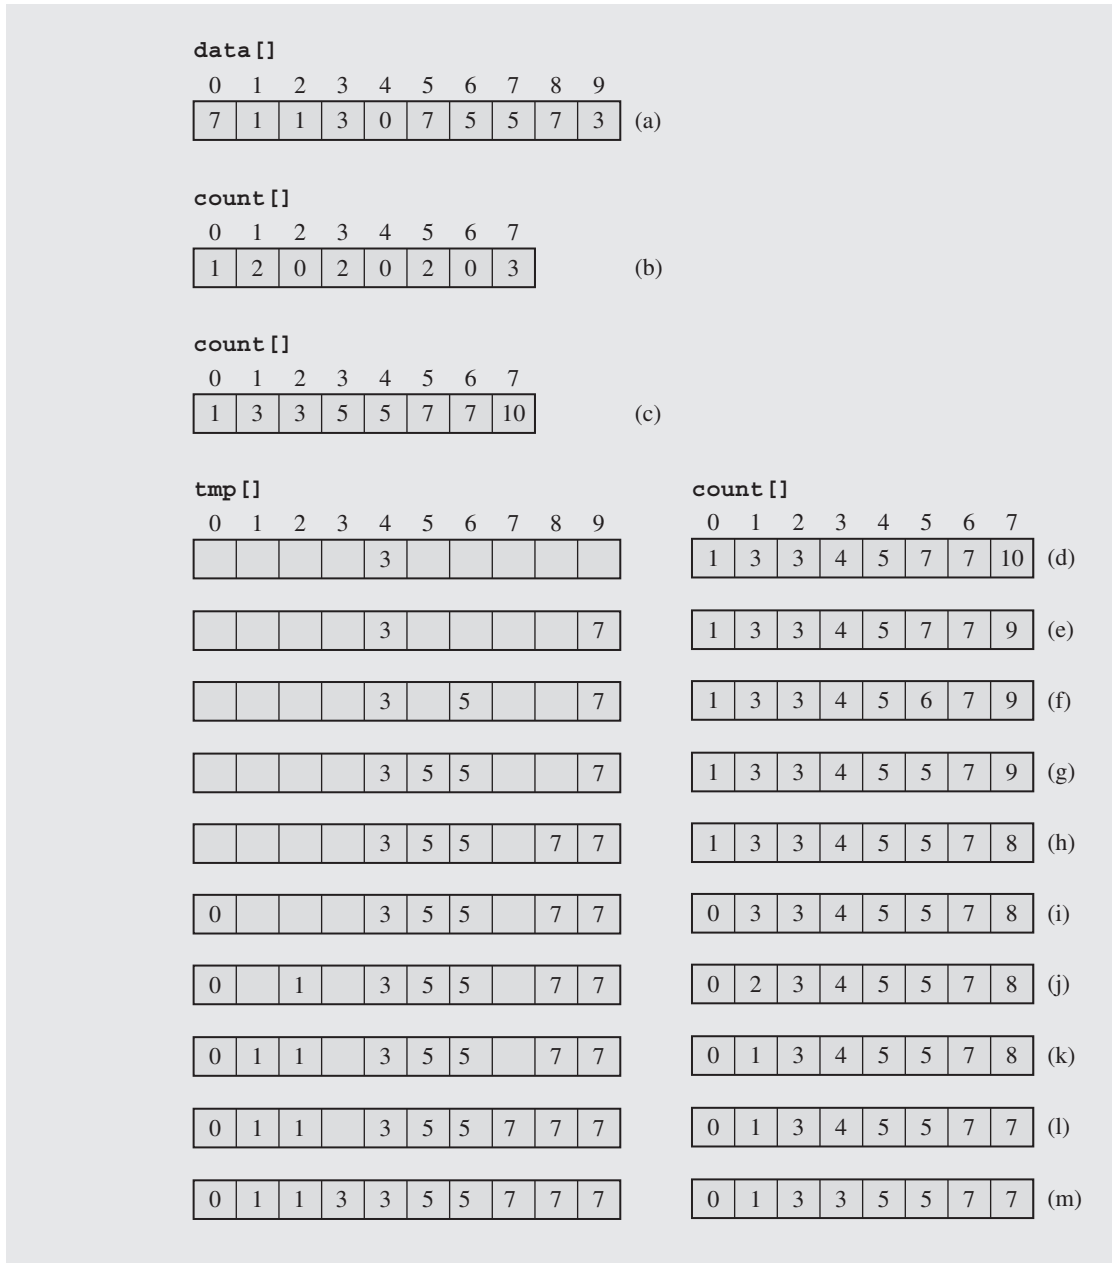 data[]
0 1 2 3 4 5 6 7 8 9
7 1 1 3 0 7 5 5 7 3 (a)
count[]
0 1 2 3 4 5 6 7
1 2 0 2 0 2 0 3 (b)
count[]
0 1 2 3 4 5 6 7
1 3 3 5 5 7 7 10 (c)
tmp[] count[]
0 1 2 3 4 5 6 7 8 9 0 1 2 3 4 5 6 7
3 1 3 3 4 5 7 7 10 (d)
3 7 1 3 3 4 5 7 7 9 (e)
3 5 7 1 3 3 4 5 6 7 9 (f)
3 5 5 7 1 3 3 4 5 5 7 9 (g)
3 5 5 7 7 1 3 3 4 5 5 7 8 (h)
0 3 5 5 7 7 0 3 3 4 5 5 7 8 (i)
0 1 3 5 5 7 7 0 2 3 4 5 5 7 8 (j)
0 1 1 3 5 5 7 7 0 1 3 4 5 5 7 8 (k)
0 1 1 3 5 5 7 7 7 0 1 3 4 5 5 7 7 (l)
0 1 1 3 3 5 5 7 7 7 0 1 3 3 5 5 7 7 (m)